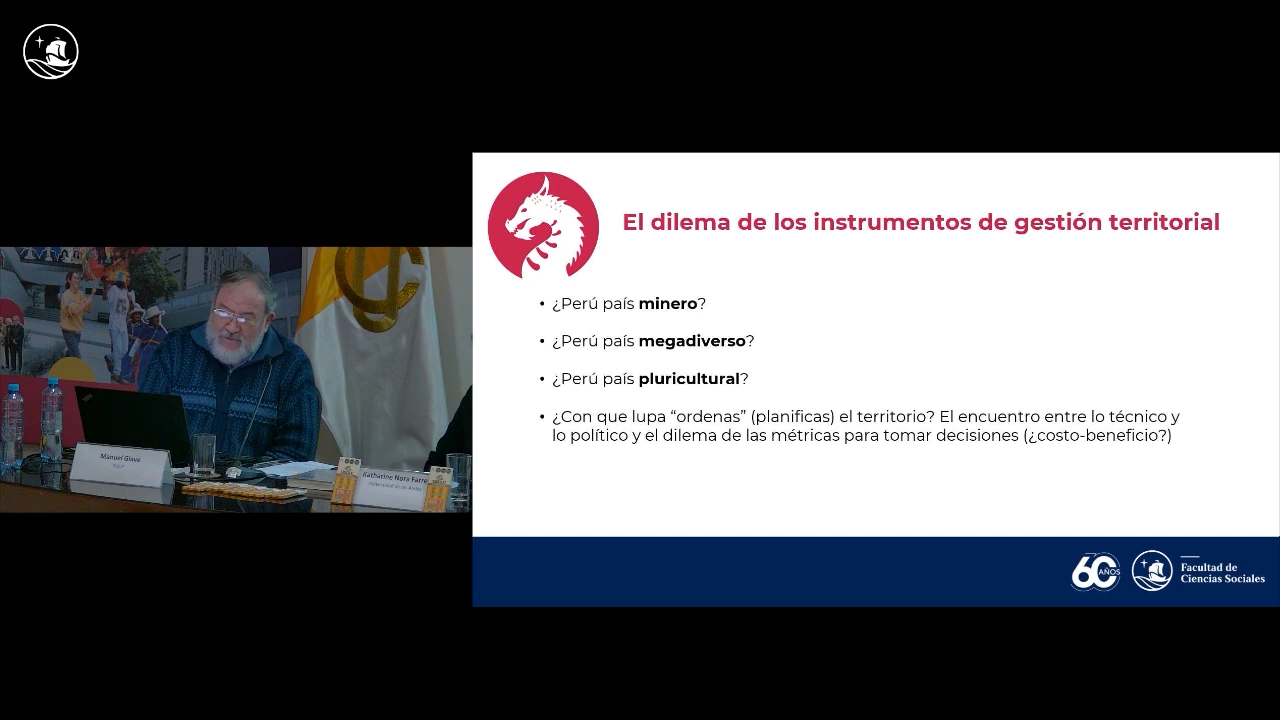 El dilema de los instrumentos de gestión territorial
• ¿Perú país minero?
• ¿Perú país megadiverso?
• ¿Perú país pluricultural?
• ¿Con que lupa “ordenas” (planificas) el territorio? El encuentro entre lo técnico y
lo político y el dilema de las métricas para tomar decisiones (¿costo-beneficio?)
Manuel Glave
PUCP
Katharine Nora Farre
60 AÑOS
Facultad de
Ciencias Sociales